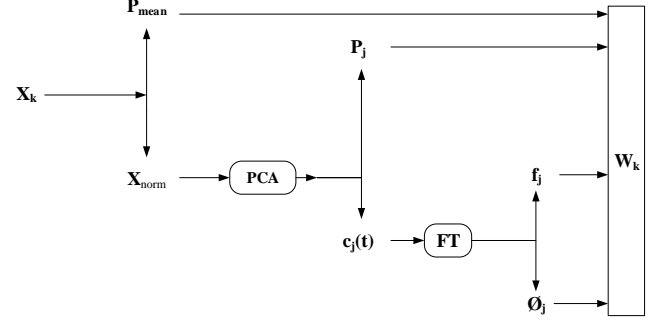 P_mean
P_j
X_k
W_k
X_norm
PCA
f_j
c_j(t)
FT
Ø_j